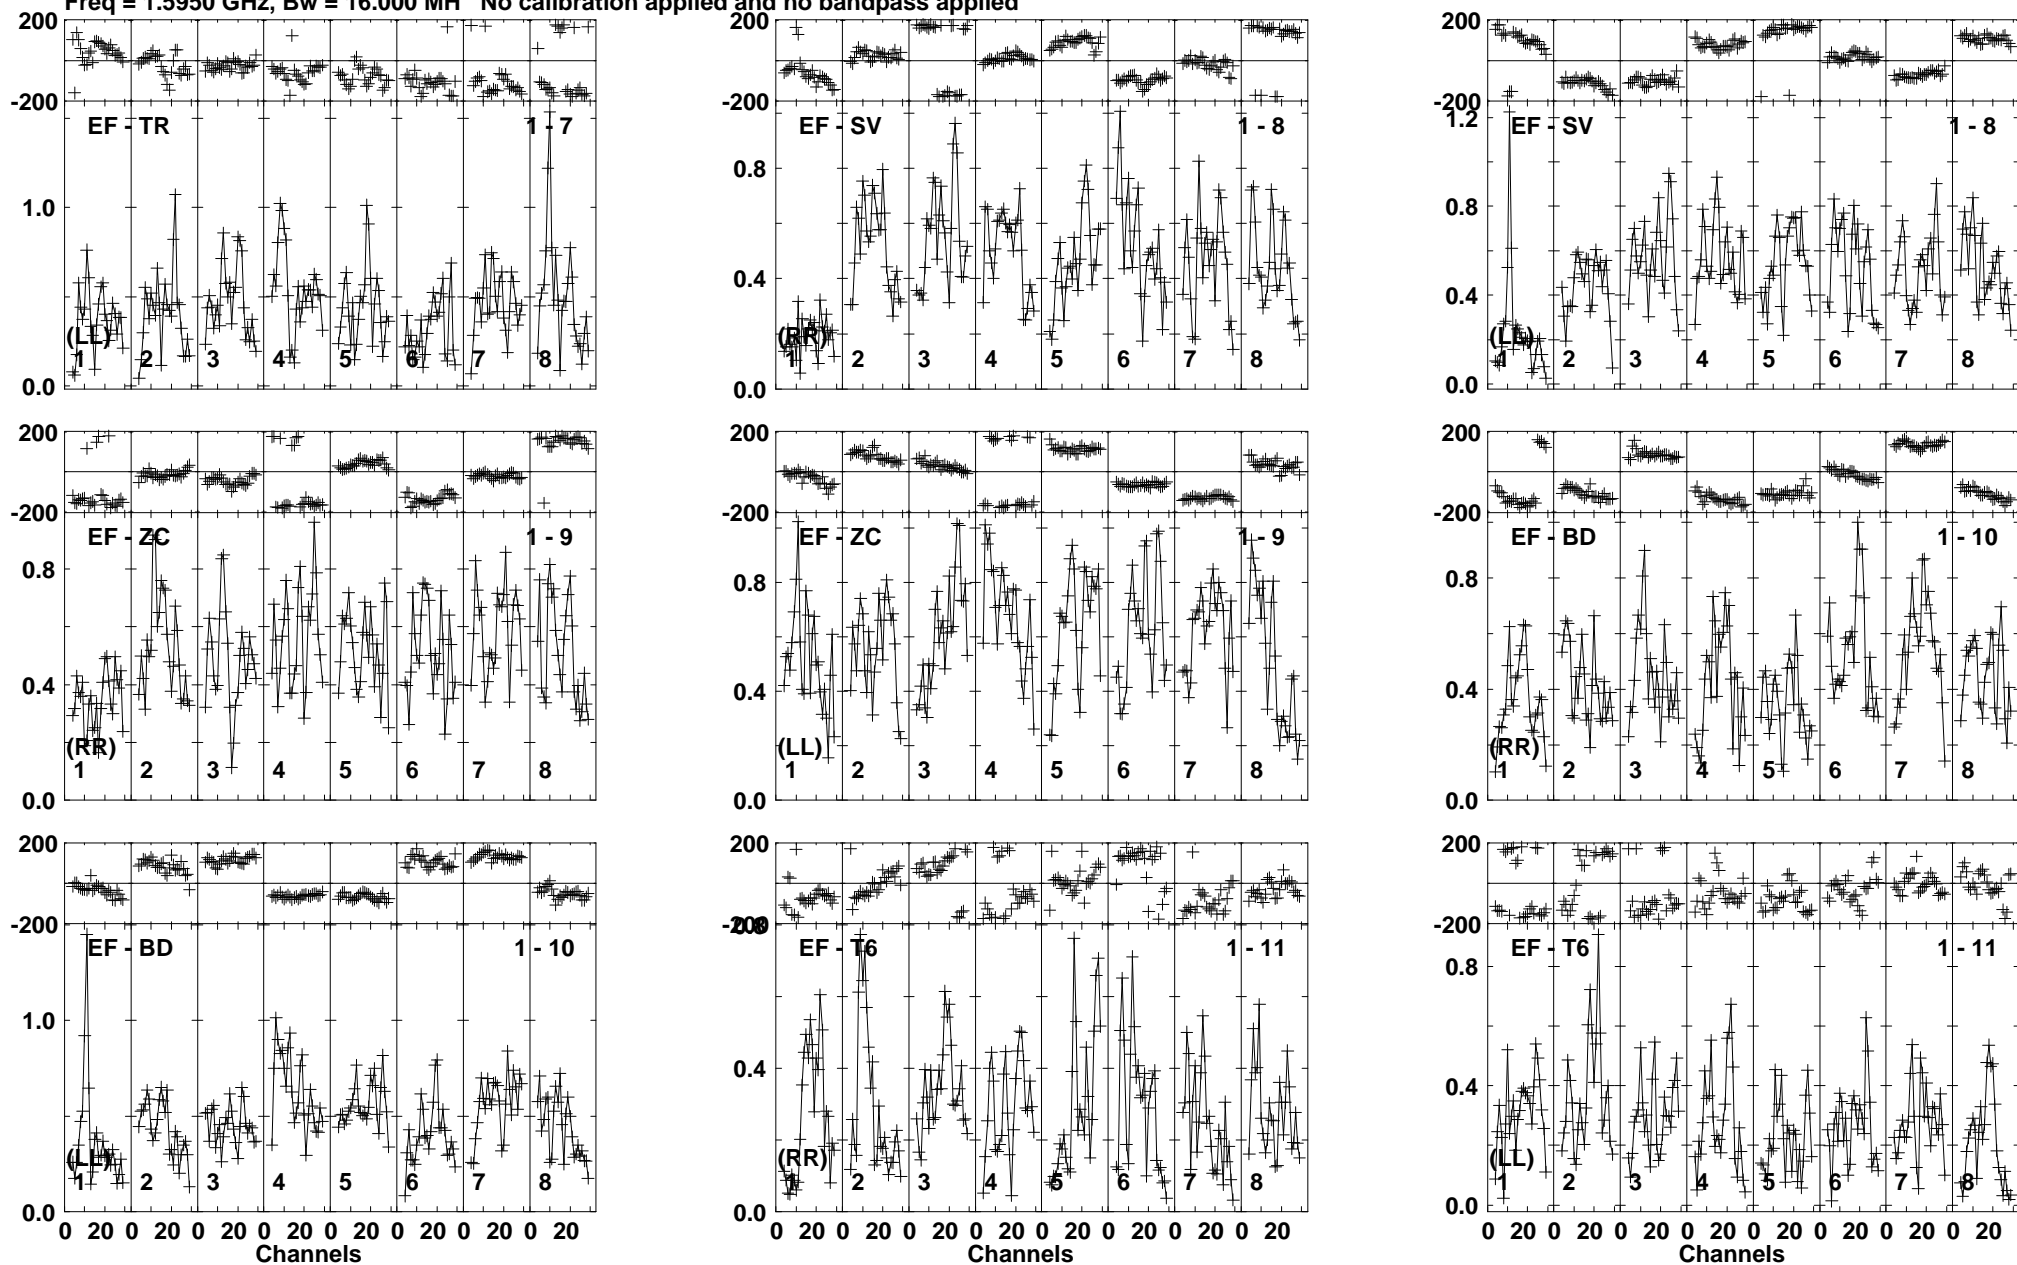 Freq = 1.5950 GHz, Bw = 16.000 MH No calibration applied and no bandpass applied
200 200 200
-200 -200 -200
EF - TR 1 - 7 EF - SV 1 - 8 EF - SV 1 - 8
1.2
0.8
1.0 0.8
0.4 0.4
(LL) (RR) (LL)
1 2 3 4 5 6 7 8 1 2 3 4 5 6 7 8 1 2 3 4 5 6 7 8
0.0 0.0 0.0
200 200 200
-200 -200 -200
EF - ZC 1 - 9 EF - ZC 1 - 9 EF - BD 1 - 10
0.8 0.8 0.8
0.4 0.4 0.4
(RR) (LL) (RR)
1 2 3 4 5 6 7 8 1 2 3 4 5 6 7 8 1 2 3 4 5 6 7 8
0.0 0.0 0.0
200 200 200
-200 -200 -200
0.8
EF - BD 1 - 10 EF - T6 1 - 11 EF - T6 1 - 11
0.8
1.0 0.4 0.4
(LL) (RR) (LL)
1 2 3 4 5 6 7 8 1 2 3 4 5 6 7 8 1 2 3 4 5 6 7 8
0.0 0.0 0.0
0 20 0 20 0 20 0 20 0 20 0 20 0 20 0 20 0 20 0 20 0 20 0 20 0 20 0 20 0 20 0 20 0 20 0 20 0 20 0 20 0 20 0 20 0 20 0 20
Channels Channels Channels